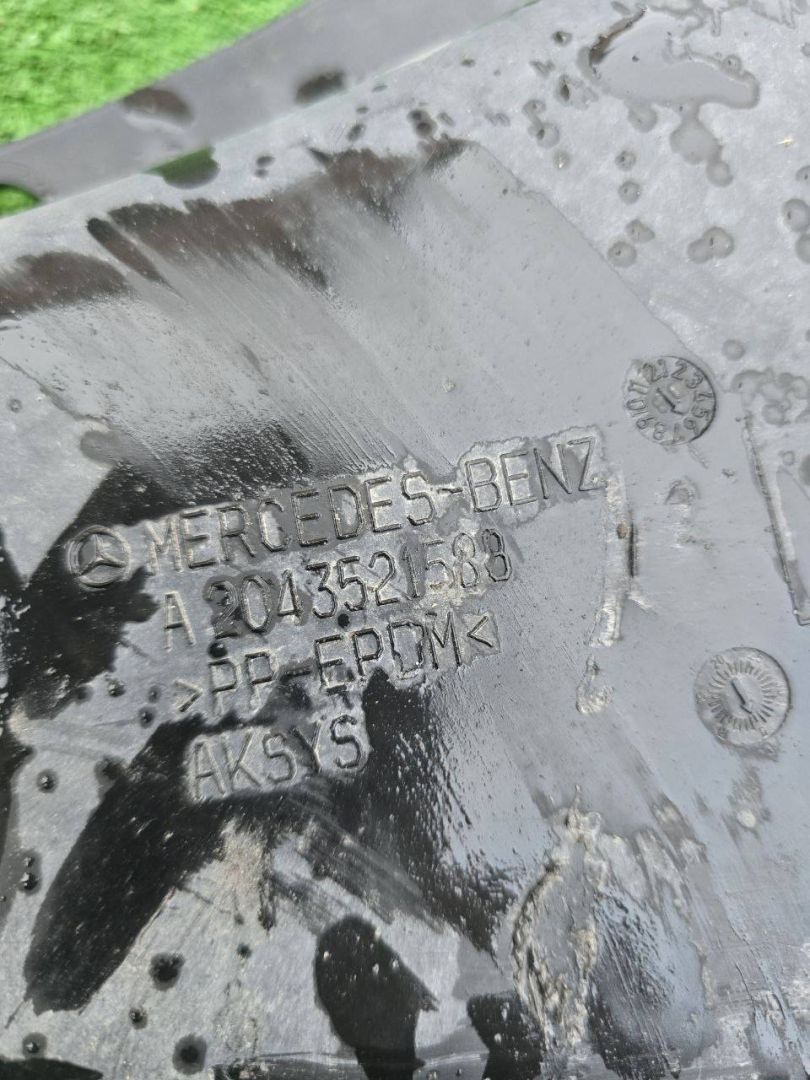 MERCEDES-BENZ
A 2043521588
>PP-EPDM<
AKSYS